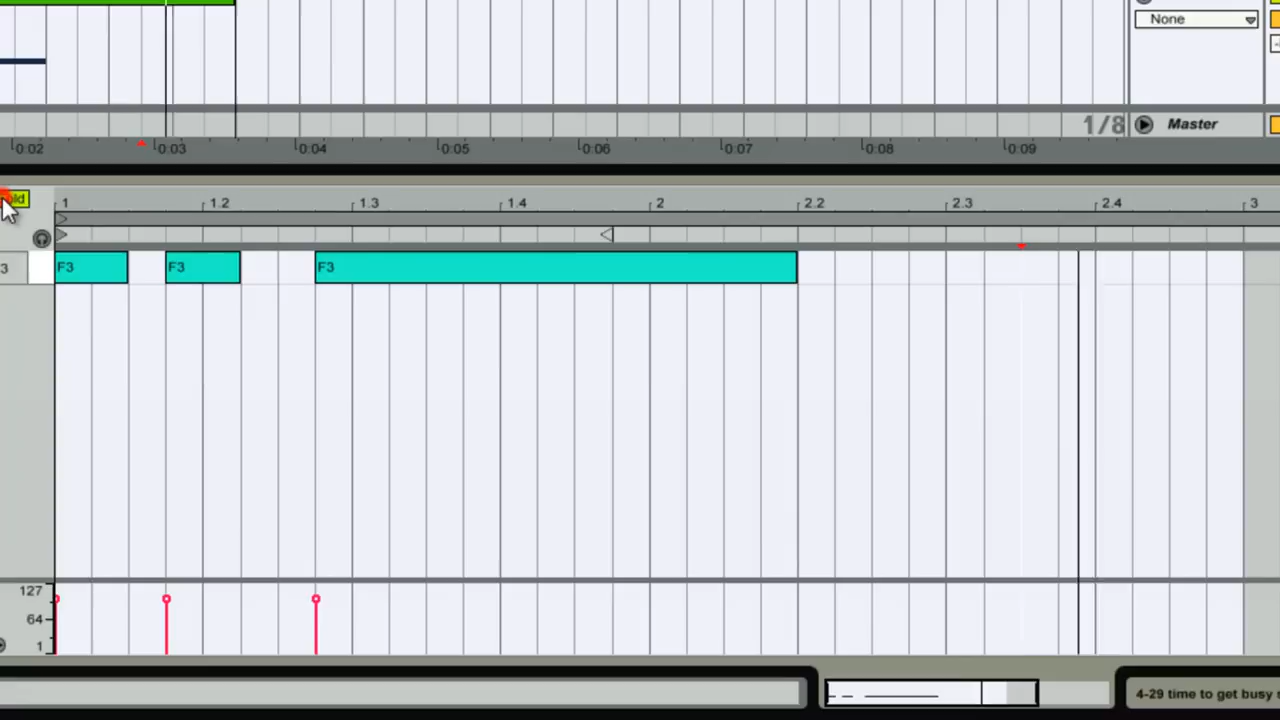 None
1/8
Master
0:02 0:03 0:04 0:05 0:06 0:07 0:08 0:09
1 1.2 1.3 1.4 2 2.2 2.3 2.4 3
3 F3 F3 F3
127
64
1
4-29 time to get busy